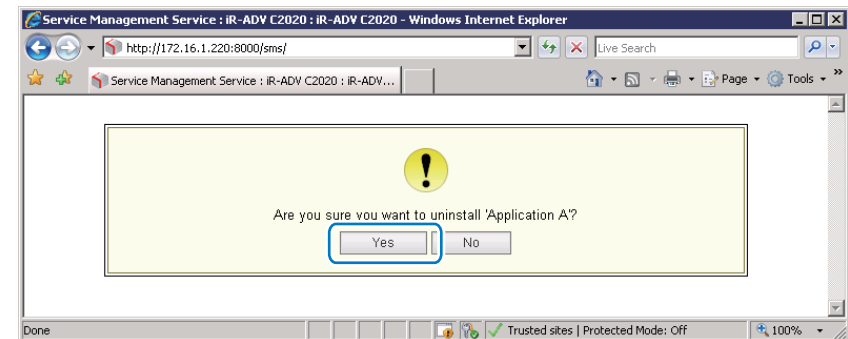 Service Management Service : iR-ADV C2020 : iR-ADV C2020 - Windows Internet Explorer
http://172.16.1.220:8000/sms/
Live Search
Service Management Service : iR-ADV C2020 : iR-ADV...
Page
Tools
Are you sure you want to uninstall 'Application A'?
Yes
No
Done
Trusted sites | Protected Mode: Off
100%